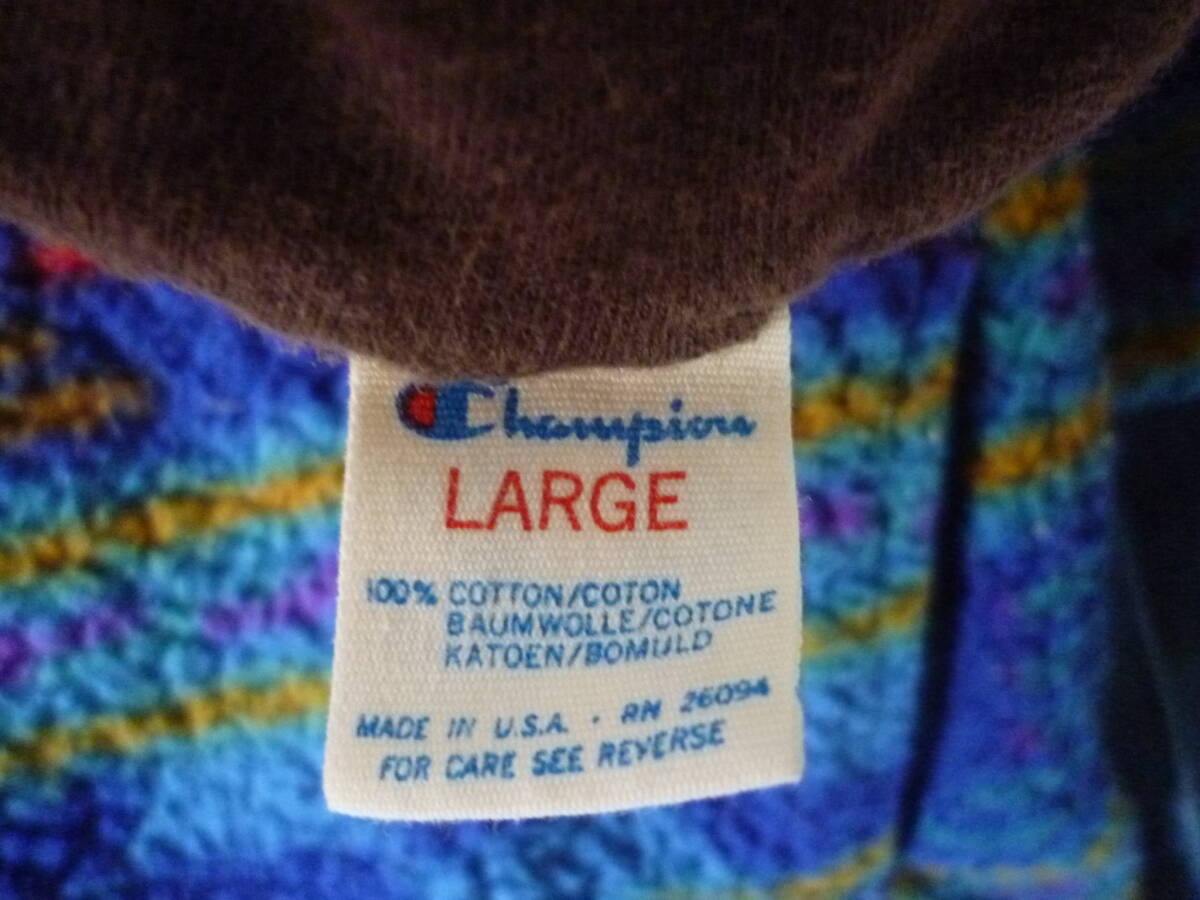 Champion
LARGE
100% COTTON/COTON
BAUMWOLLE/COTONE
KATOEN/BOMULD
MADE IN U.S.A. · RN 26094
FOR CARE SEE REVERSE